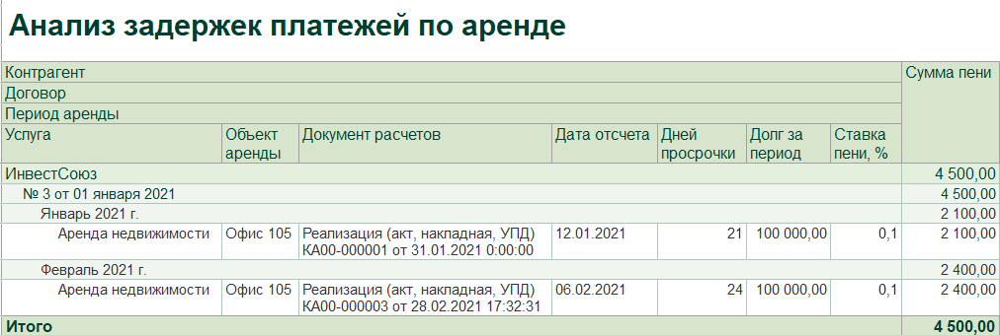 Анализ задержек платежей по аренде
Контрагент Сумма пени
Договор
Период аренды
Услуга Объект аренды Документ расчетов Дата отсчета Дней просрочки Долг за период Ставка пени, %
ИнвестСоюз 4 500,00
№ 3 от 01 января 2021 4 500,00
Январь 2021 г. 2 100,00
Аренда недвижимости Офис 105 Реализация (акт, накладная, УПД) 12.01.2021 21 100 000,00 0,1 2 100,00
КА00-000001 от 31.01.2021 0:00:00
Февраль 2021 г. 2 400,00
Аренда недвижимости Офис 105 Реализация (акт, накладная, УПД) 06.02.2021 24 100 000,00 0,1 2 400,00
КА00-000003 от 28.02.2021 17:32:31
Итого 4 500,00